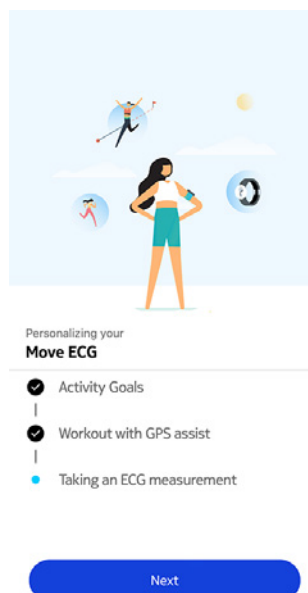 Personalizing your
Move ECG
Activity Goals
Workout with GPS assist
Taking an ECG measurement
Next